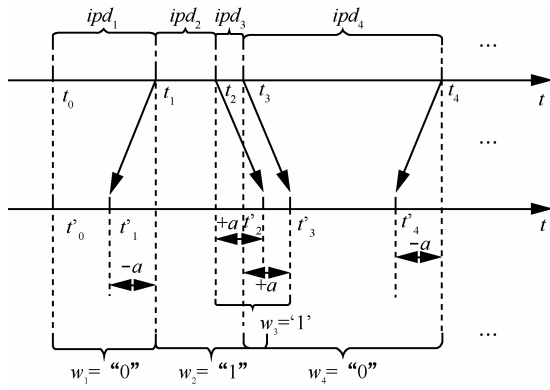 ipd₁ ipd₂ ipd₃ ipd₄ ...
t₀ t₁ t₂ t₃ t₄ t
...
t'₀ t'₁ +a t'₂ t'₃ t'₄ t
−a +a −a
w₃=‘1’
...
w₁= “0” w₂= “1” w₄= “0”